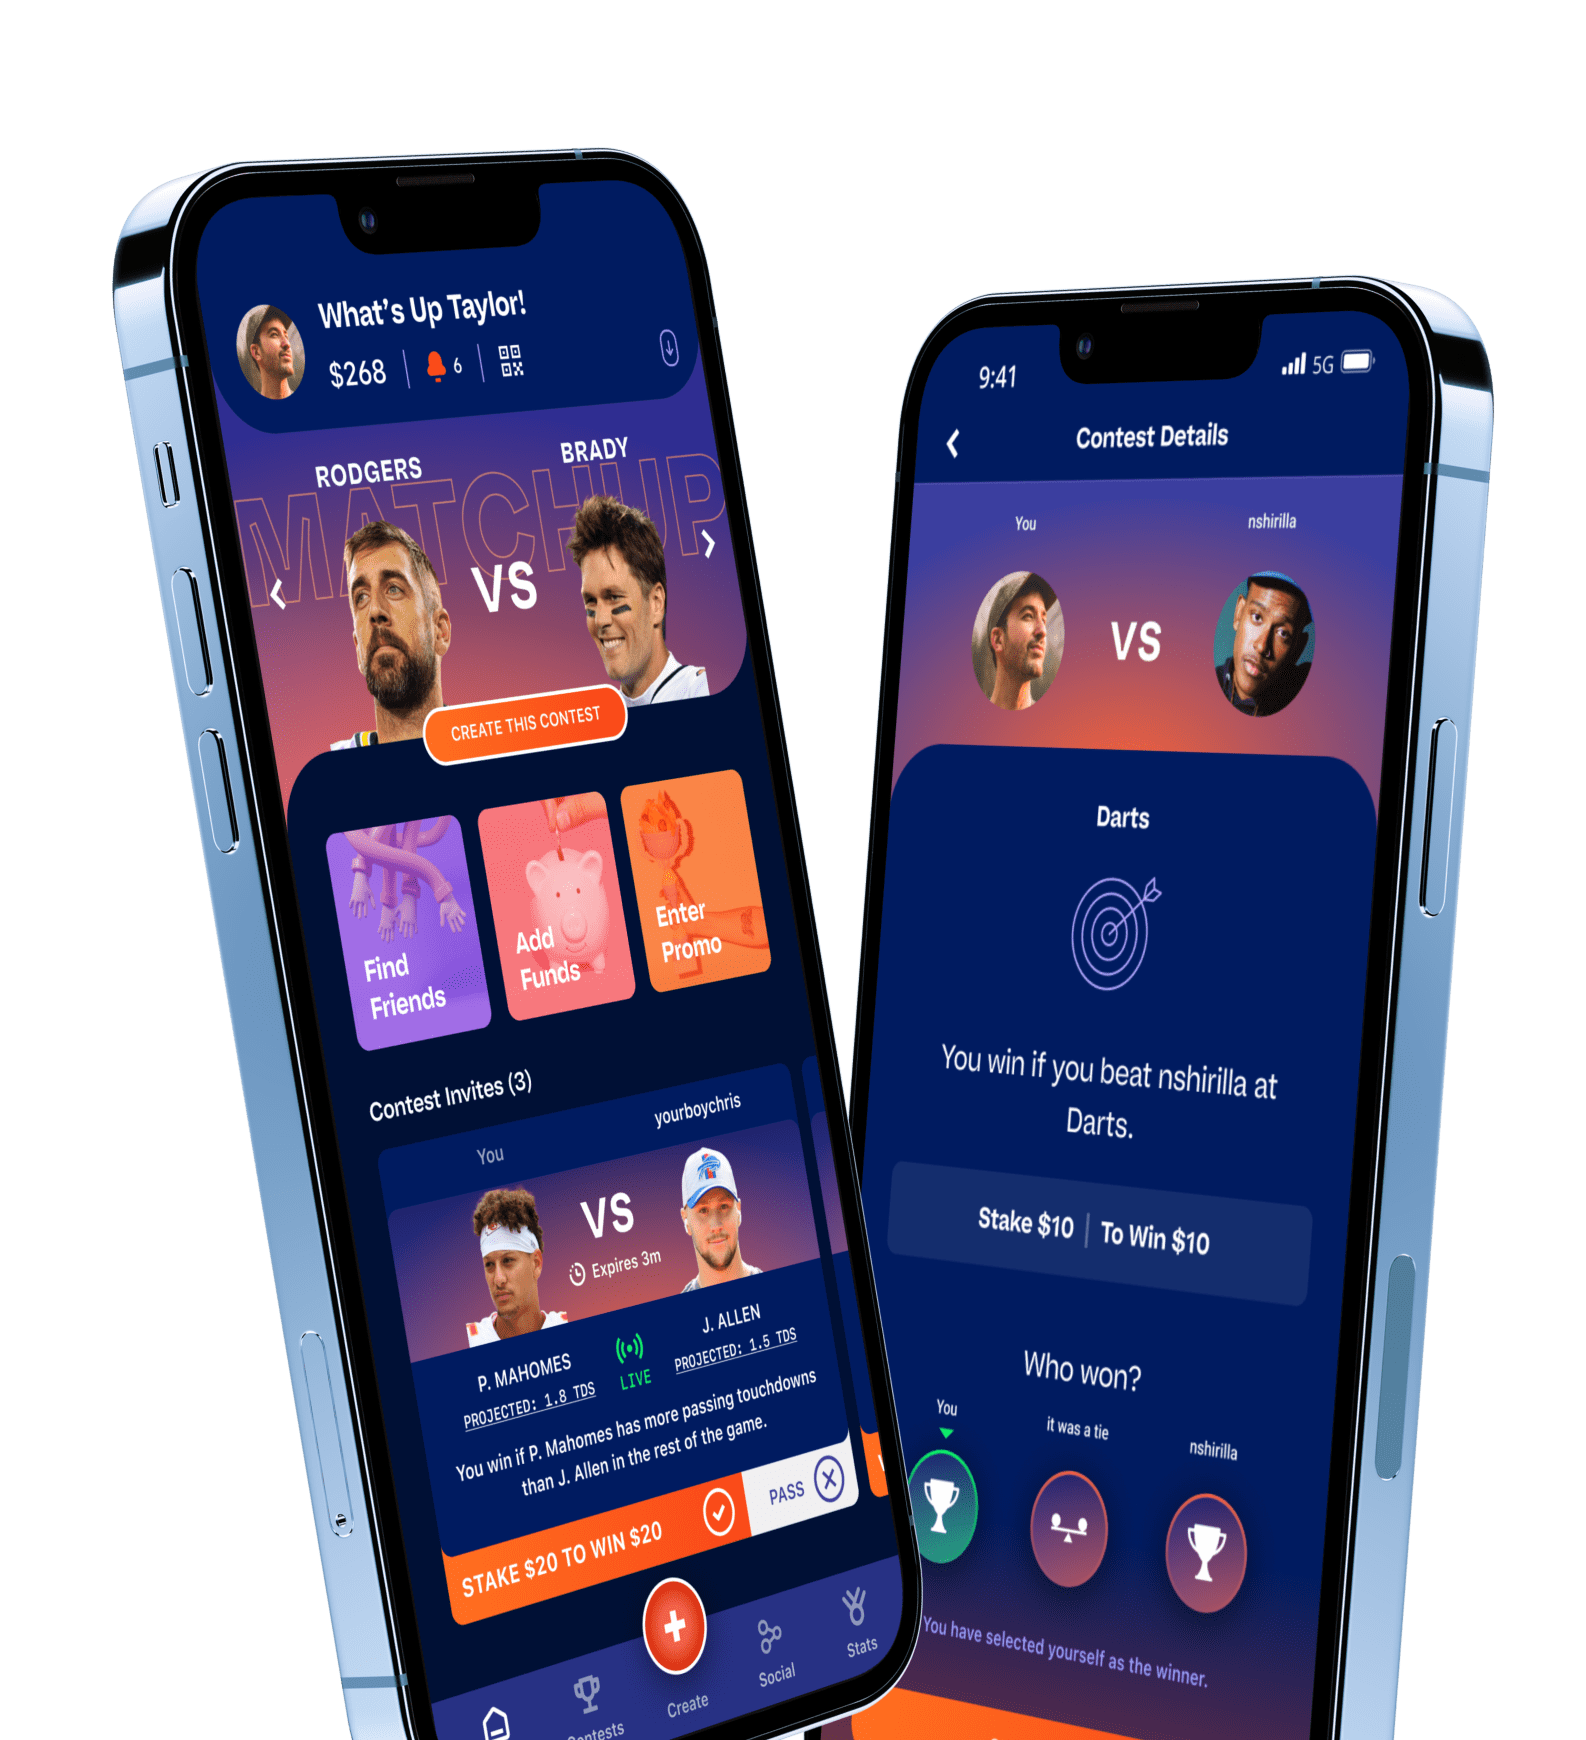 What's Up Taylor!
$268
6
RODGERS
BRADY
MATCHUP
VS
CREATE THIS CONTEST
Find
Friends
Add
Funds
Enter
Promo
Contest Invites (3)
You
yourboychris
VS
Expires 3m
P. MAHOMES
PROJECTED: 1.8 TDS
LIVE
J. ALLEN
PROJECTED: 1.5 TDS
You win if P. Mahomes has more passing touchdowns
than J. Allen in the rest of the game.
STAKE $20 TO WIN $20
PASS
Contests
Create
Social
Stats
9:41
5G
Contest Details
You
nshirilla
VS
Darts
You win if you beat nshirilla at
Darts.
Stake $10 | To Win $10
Who won?
You
it was a tie
nshirilla
You have selected yourself as the winner.